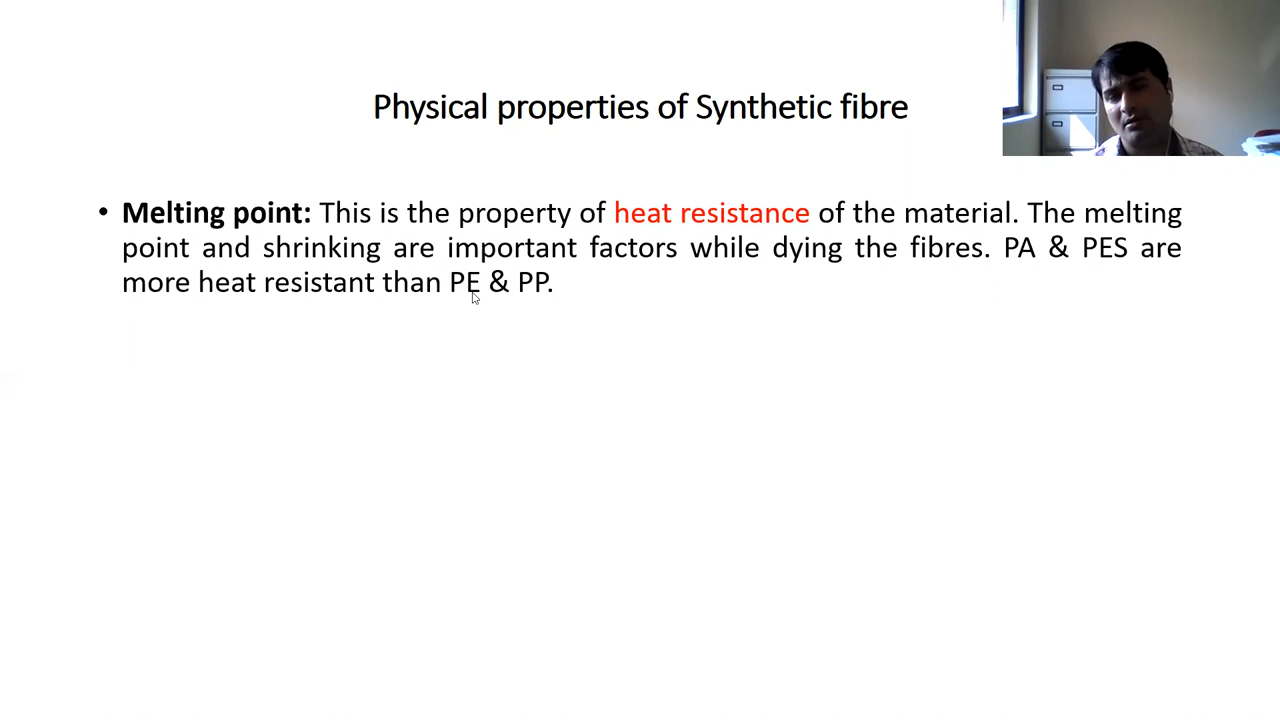 Physical properties of Synthetic fibre
• Melting point: This is the property of heat resistance of the material. The melting
point and shrinking are important factors while dying the fibres. PA & PES are
more heat resistant than PE & PP.